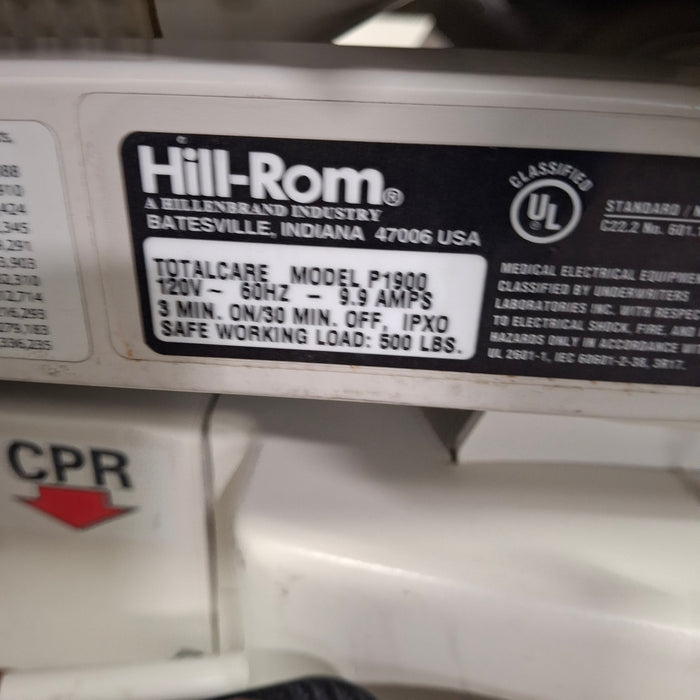 Hill-Rom®
A HILLENBRAND INDUSTRY
BATESVILLE, INDIANA 47006 USA
TOTALCARE MODEL P1900
120V~ 60HZ - 9.9 AMPS
3 MIN. ON/30 MIN. OFF, IPX0
SAFE WORKING LOAD: 500 LBS.
CLASSIFIED
UL
®
STANDARD /
C22.2 No. 601.1
MEDICAL ELECTRICAL
CLASSIFIED BY UNDERWRITERS
LABORATORIES INC. WITH
TO ELECTRICAL SHOCK, FIRE, AND
HAZARDS ONLY IN ACCORDANCE
UL 2601-1, IEC 60601-2-38, 3R17.
CPR